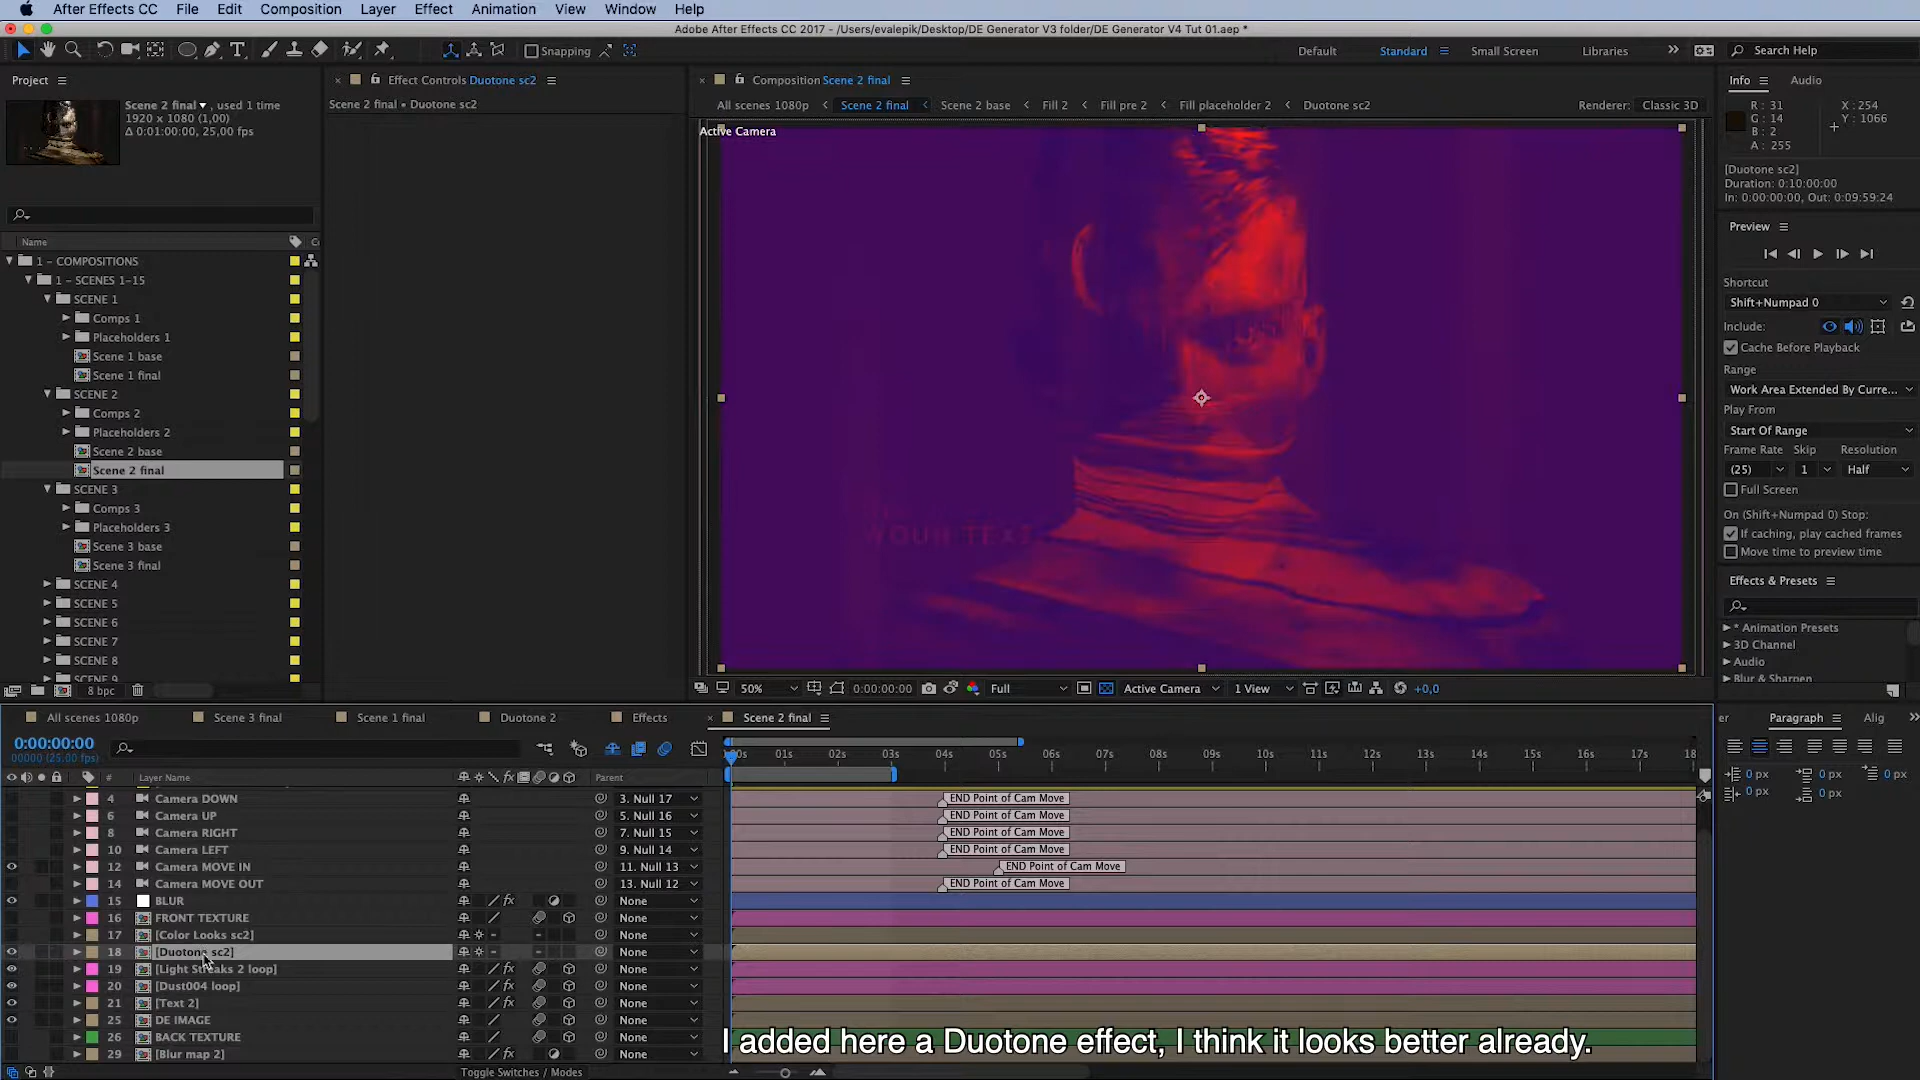 After Effects CC File Edit Composition Layer Effect Animation View Window Help
Adobe After Effects CC 2017 - /Users/evalepik/Desktop/DE Generator V3 folder/DE Generator V4 Tut 01.aep *
Snapping
Default Standard Small Screen Libraries Search Help
Project
Effect Controls Duotone sc2
Composition Scene 2 final
Info Audio
Scene 2 final , used 1 time
1920 x 1080 (1,00)
Δ 0:01:00:00, 25,00 fps
Scene 2 final • Duotone sc2
All scenes 1080p Scene 2 final Scene 2 base Fill 2 Fill pre 2 Fill placeholder 2 Duotone sc2
Renderer: Classic 3D
Active Camera
YOUR TEXT
R: 31
G: 14
B: 2
A: 255
X: 254
Y: 1066
[Duotone sc2]
Duration: 0:10:00:00
In: 0:00:00:00, Out: 0:09:59:24
Name
1 - COMPOSITIONS
1 - SCENES 1-15
SCENE 1
Comps 1
Placeholders 1
Scene 1 base
Scene 1 final
SCENE 2
Comps 2
Placeholders 2
Scene 2 base
Scene 2 final
SCENE 3
Comps 3
Placeholders 3
Scene 3 base
Scene 3 final
SCENE 4
SCENE 5
SCENE 6
SCENE 7
SCENE 8
SCENE 9
8 bpc
Preview
Shortcut
Shift+Numpad 0
Include:
Cache Before Playback
Range
Work Area Extended By Curre...
Play From
Start Of Range
Frame Rate Skip Resolution
(25) 1 Half
Full Screen
On (Shift+Numpad 0) Stop:
If caching, play cached frames
Move time to preview time
Effects & Presets
* Animation Presets
3D Channel
Audio
Blur & Sharpen
50% 0:00:00:00 Full Active Camera 1 View +0,0
All scenes 1080p Scene 3 final Scene 1 final Duotone 2 Effects Scene 2 final
Paragraph Alig
0:00:00:00
00000 (25.00 fps)
01s 02s 03s 04s 05s 06s 07s 08s 09s 10s 11s 12s 13s 14s 15s 16s 17s 18
# Layer Name Parent
0 px 0 px 0 px
0 px 0 px
4 Camera DOWN 3. Null 17 END Point of Cam Move
6 Camera UP 5. Null 16 END Point of Cam Move
8 Camera RIGHT 7. Null 15 END Point of Cam Move
10 Camera LEFT 9. Null 14 END Point of Cam Move
12 Camera MOVE IN 11. Null 13 END Point of Cam Move
14 Camera MOVE OUT 13. Null 12 END Point of Cam Move
15 BLUR fx None
16 FRONT TEXTURE None
17 [Color Looks sc2] None
18 [Duotone sc2] None
19 [Light Streaks 2 loop] fx None
20 [Dust004 loop] fx None
21 [Text 2] fx None
25 DE IMAGE None
26 BACK TEXTURE None
29 [Blur map 2] fx None
Toggle Switches / Modes
I added here a Duotone effect, I think it looks better already.